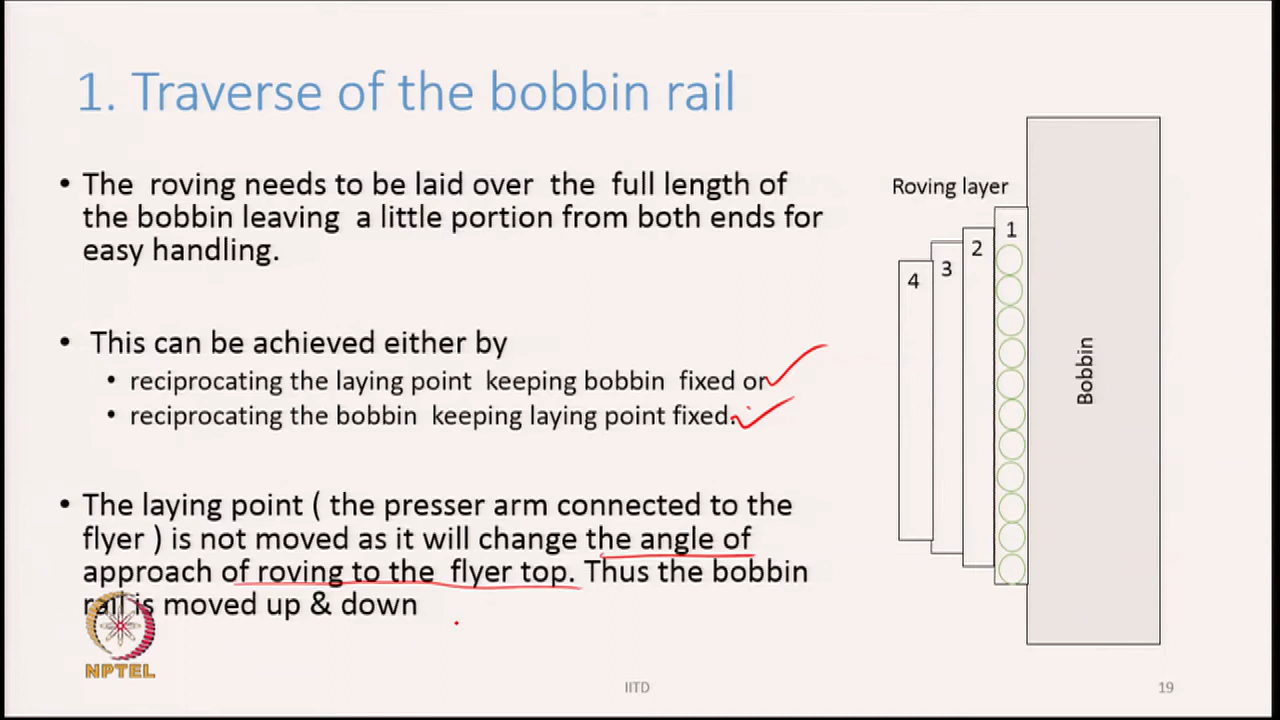 1. Traverse of the bobbin rail
• The roving needs to be laid over the full length of
the bobbin leaving a little portion from both ends for
easy handling.
• This can be achieved either by
• reciprocating the laying point keeping bobbin fixed or
• reciprocating the bobbin keeping laying point fixed.
• The laying point ( the presser arm connected to the
flyer ) is not moved as it will change the angle of
approach of roving to the flyer top. Thus the bobbin
rail is moved up & down
Roving layer
1
2
3
4
Bobbin
NPTEL
IITD
19